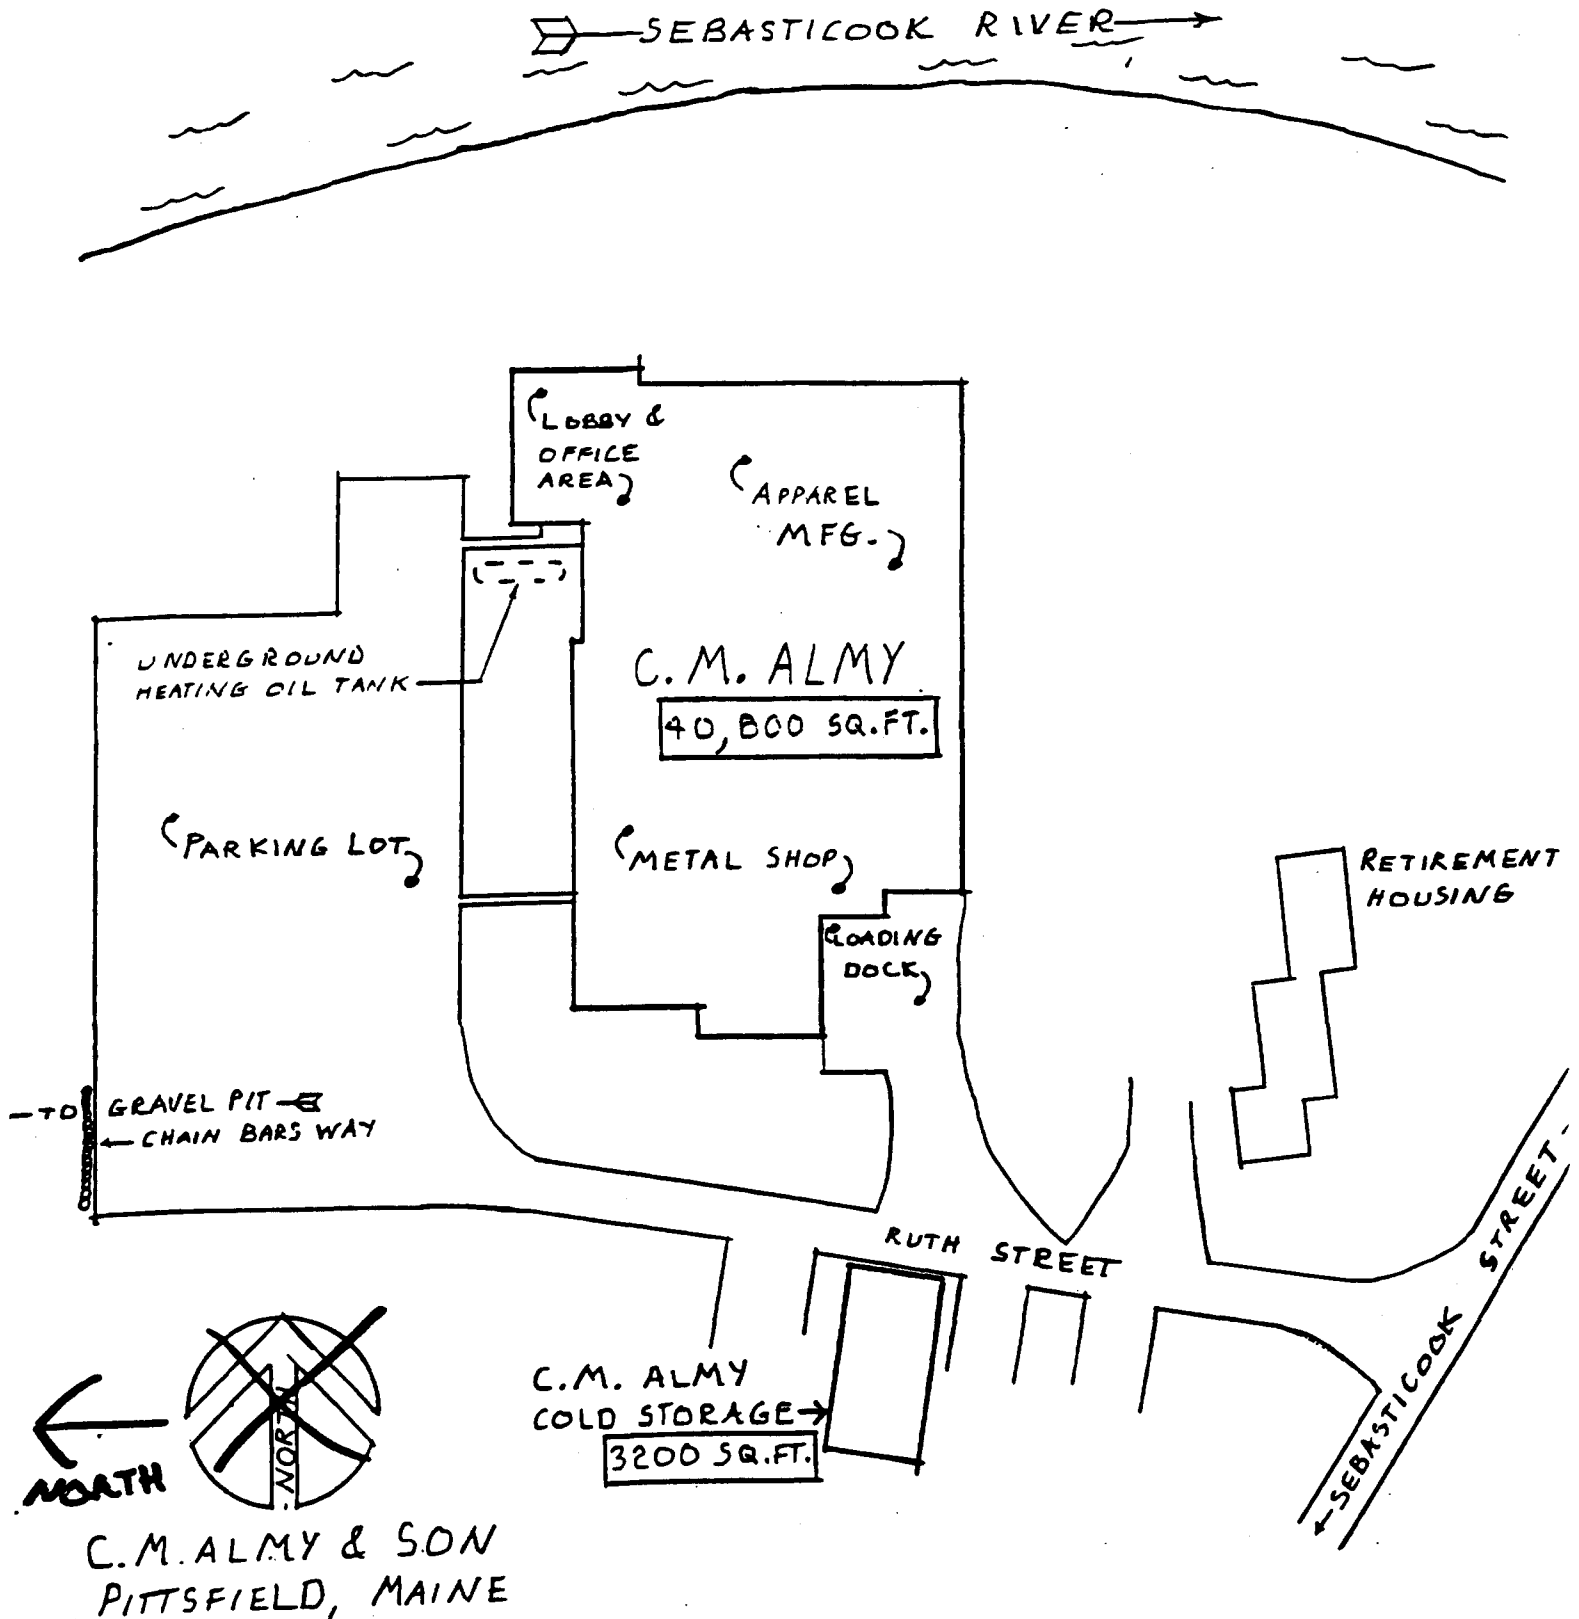 SEBASTICOOK RIVER
LOBBY &
OFFICE
AREA
APPAREL
MFG.
UNDERGROUND
HEATING OIL TANK
C. M. ALMY
40,800 SQ.FT.
PARKING LOT
METAL SHOP
RETIREMENT
HOUSING
LOADING
DOCK
-TO GRAVEL PIT
CHAIN BARS WAY
RUTH STREET
SEBASTICOOK STREET
C.M. ALMY
COLD STORAGE
3200 SQ.FT.
NORTH
NORTH
C.M. ALMY & SON
PITTSFIELD, MAINE